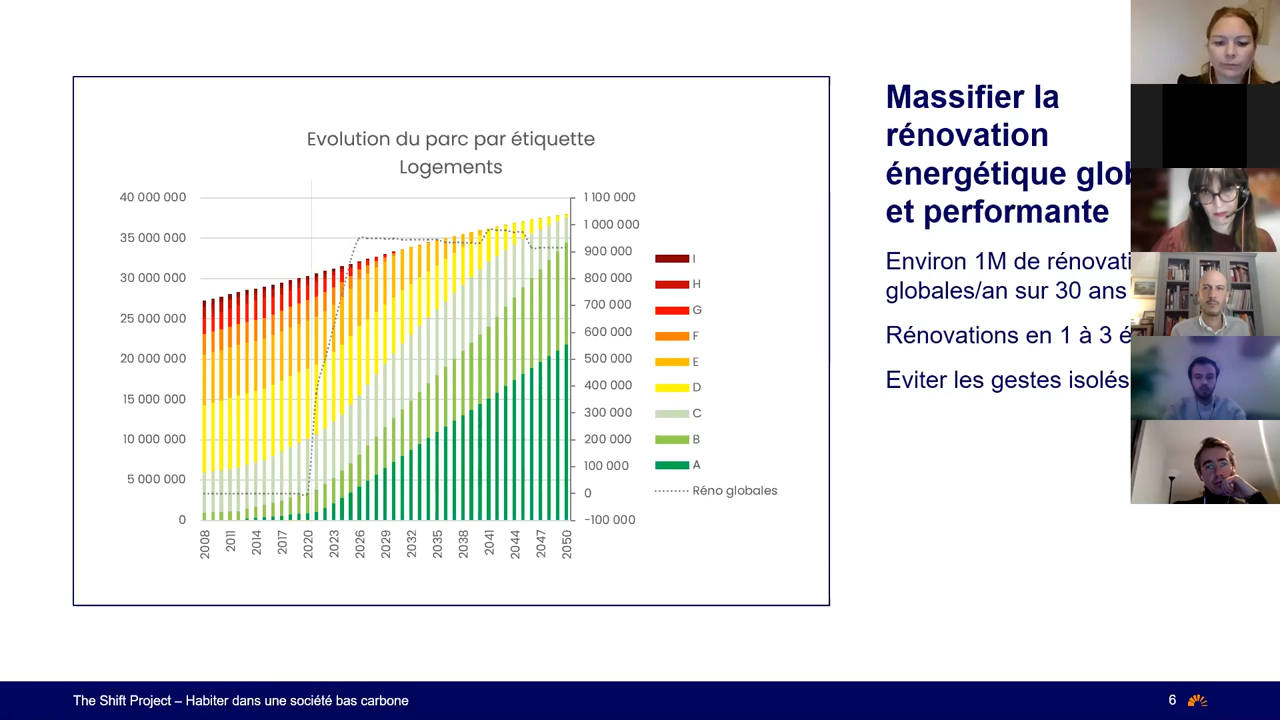 Evolution du parc par étiquette
Logements
40 000 000
35 000 000
30 000 000
25 000 000
20 000 000
15 000 000
10 000 000
5 000 000
0
1 100 000
1 000 000
900 000
800 000
700 000
600 000
500 000
400 000
300 000
200 000
100 000
0
-100 000
2008
2011
2014
2017
2020
2023
2026
2029
2032
2035
2038
2041
2044
2047
2050
I
H
G
F
E
D
C
B
A
Réno globales
Massifier la
rénovation
énergétique
et performante
Environ 1M de
globales/an sur 30 ans
Rénovations en 1 à 3
Eviter les gestes isolés
The Shift Project – Habiter dans une société bas carbone
6